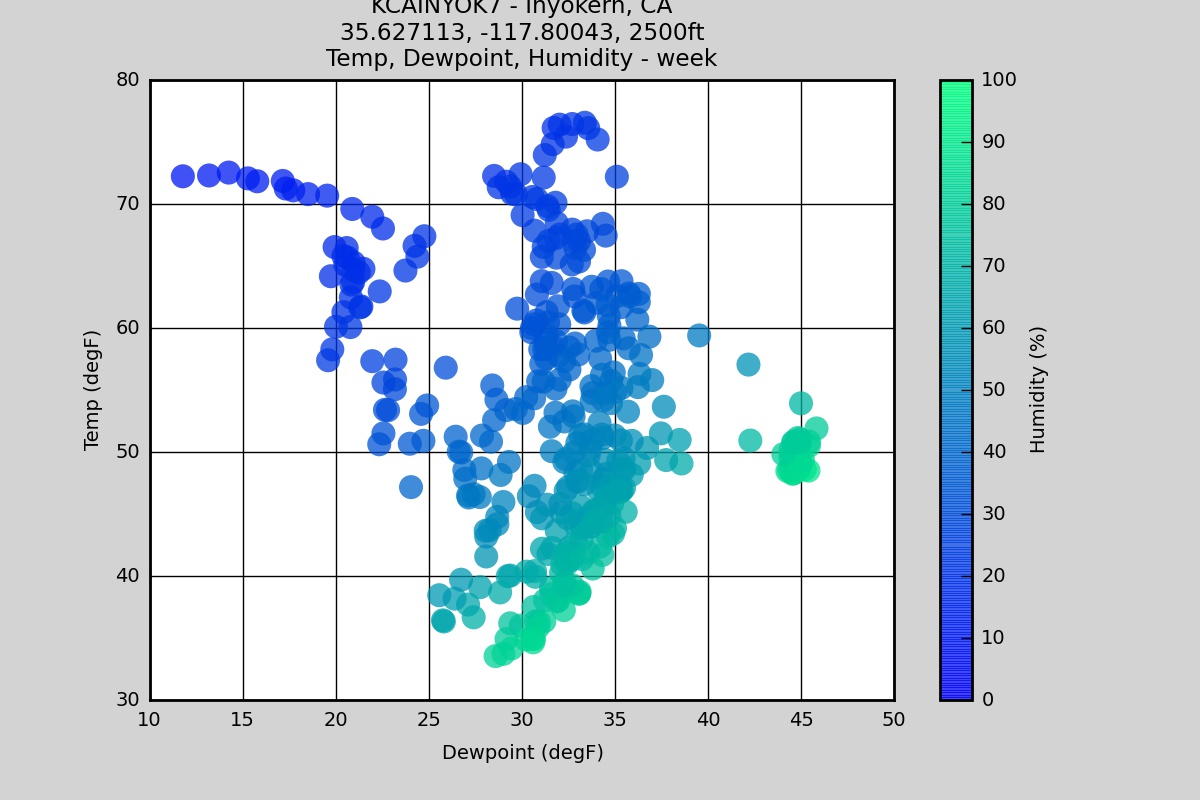 KCAINYOK7 - Inyokern, CA
35.627113, -117.80043, 2500ft
Temp, Dewpoint, Humidity - week
80
70
60
50
40
30
Temp (degF)
10 15 20 25 30 35 40 45 50
Dewpoint (degF)
100
90
80
70
60
50
40
30
20
10
0
Humidity (%)